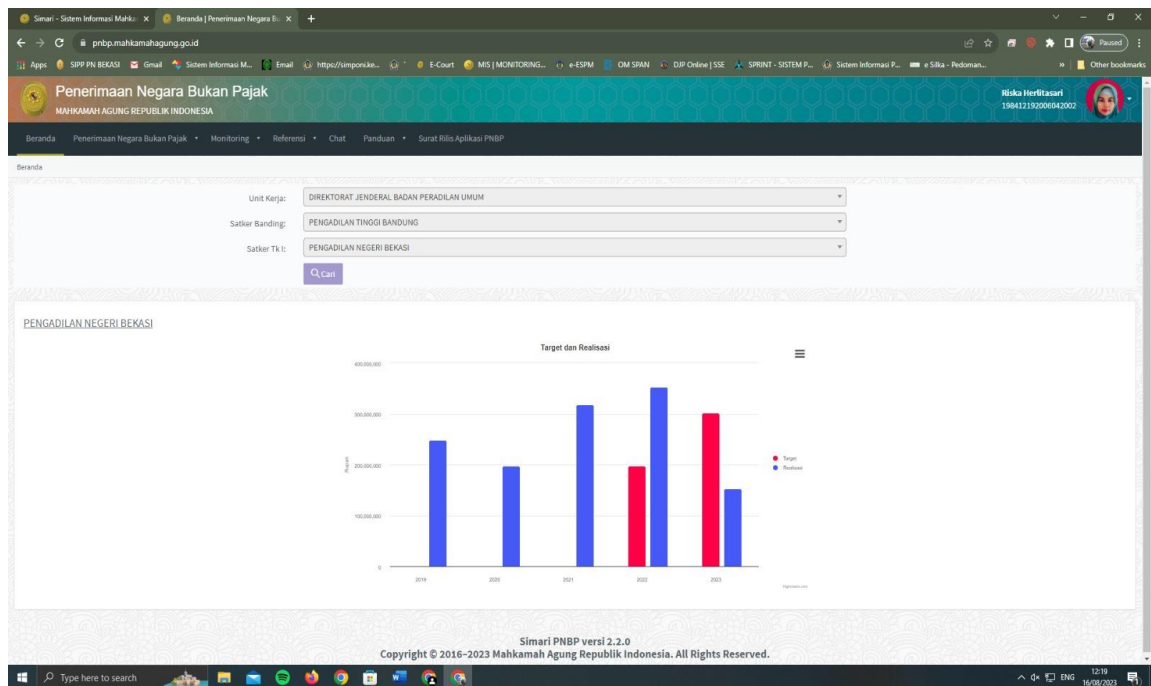 Simari - Sistem Informasi Mahka
Beranda | Penerimaan Negara Bu
pnbp.mahkamahagung.go.id
Paused
Apps
SIPP PN BEKASI
Gmail
Sistem Informasi M...
Email
https://simponi.ke...
E-Court
MIS | MONITORING...
e-ESPM
OM SPAN
DJP Online | SSE
SPRINT - SISTEM P...
Sistem Informasi P...
e Silka - Pedoman...
Other bookmarks
Penerimaan Negara Bukan Pajak
MAHKAMAH AGUNG REPUBLIK INDONESIA
Riska Herlitasari
198412192006042002
Beranda
Penerimaan Negara Bukan Pajak
Monitoring
Referensi
Chat
Panduan
Surat Rilis Aplikasi PNBP
Beranda
Unit Kerja: DIREKTORAT JENDERAL BADAN PERADILAN UMUM
Satker Banding: PENGADILAN TINGGI BANDUNG
Satker Tk I: PENGADILAN NEGERI BEKASI
Cari
PENGADILAN NEGERI BEKASI
Target dan Realisasi
400,000,000
300,000,000
200,000,000
100,000,000
0
Rupiah
2019 2020 2021 2022 2023
Target
Realisasi
Simari PNBP versi 2.2.0
Copyright © 2016–2023 Mahkamah Agung Republik Indonesia. All Rights Reserved.
Type here to search
ENG
12:19
16/08/2023